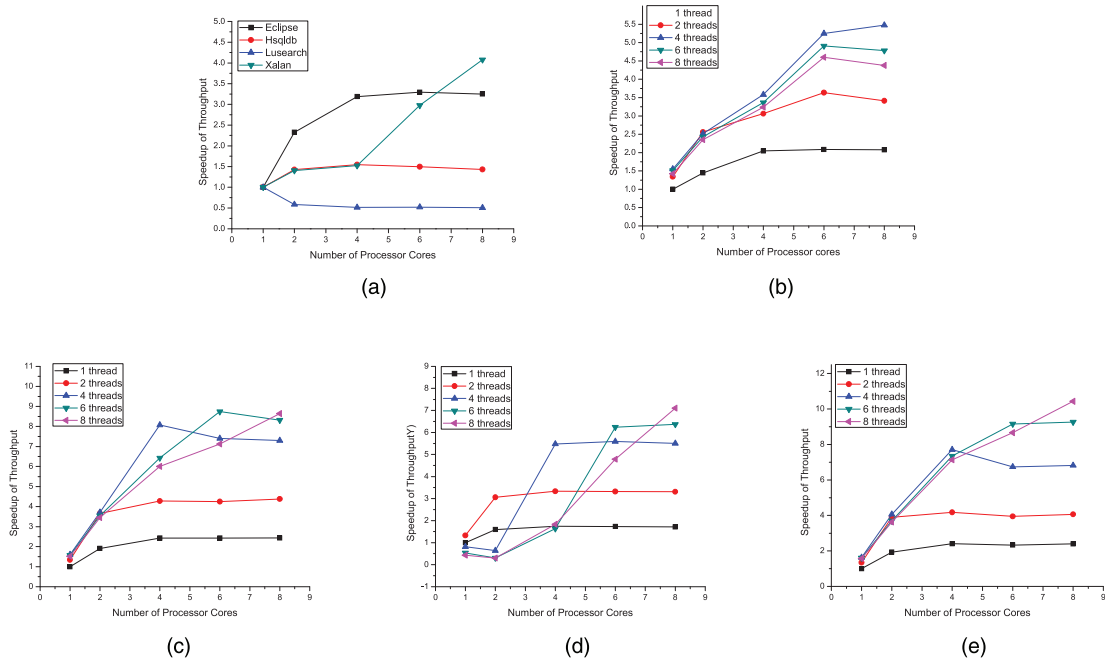 Eclipse
Hsqldb
Lusearch
Xalan
5.0
4.5
4.0
3.5
3.0
2.5
2.0
1.5
1.0
0.5
0.0
0 1 2 3 4 5 6 7 8 9
Speedup of Throughput
Number of Processor Cores
(a)
1 thread
2 threads
4 threads
6 threads
8 threads
5.5
5.0
4.5
4.0
3.5
3.0
2.5
2.0
1.5
1.0
0.5
0.0
0 1 2 3 4 5 6 7 8 9
Speedup of Throughput
Number of Processor cores
(b)
1 thread
2 threads
4 threads
6 threads
8 threads
11
10
9
8
7
6
5
4
3
2
1
0
0 1 2 3 4 5 6 7 8 9
Speedup of Throughput
Number of Processor Cores
(c)
1 thread
2 threads
4 threads
6 threads
8 threads
9
8
7
6
5
4
3
2
1
0
−1
0 1 2 3 4 5 6 7 8 9
Speedup of ThroughputY)
Number of Processor Cores
(d)
1 thread
2 threads
4 threads
6 threads
8 threads
12
10
8
6
4
2
0
0 1 2 3 4 5 6 7 8 9
Speedup of Throughput
Number of Processor Cores
(e)